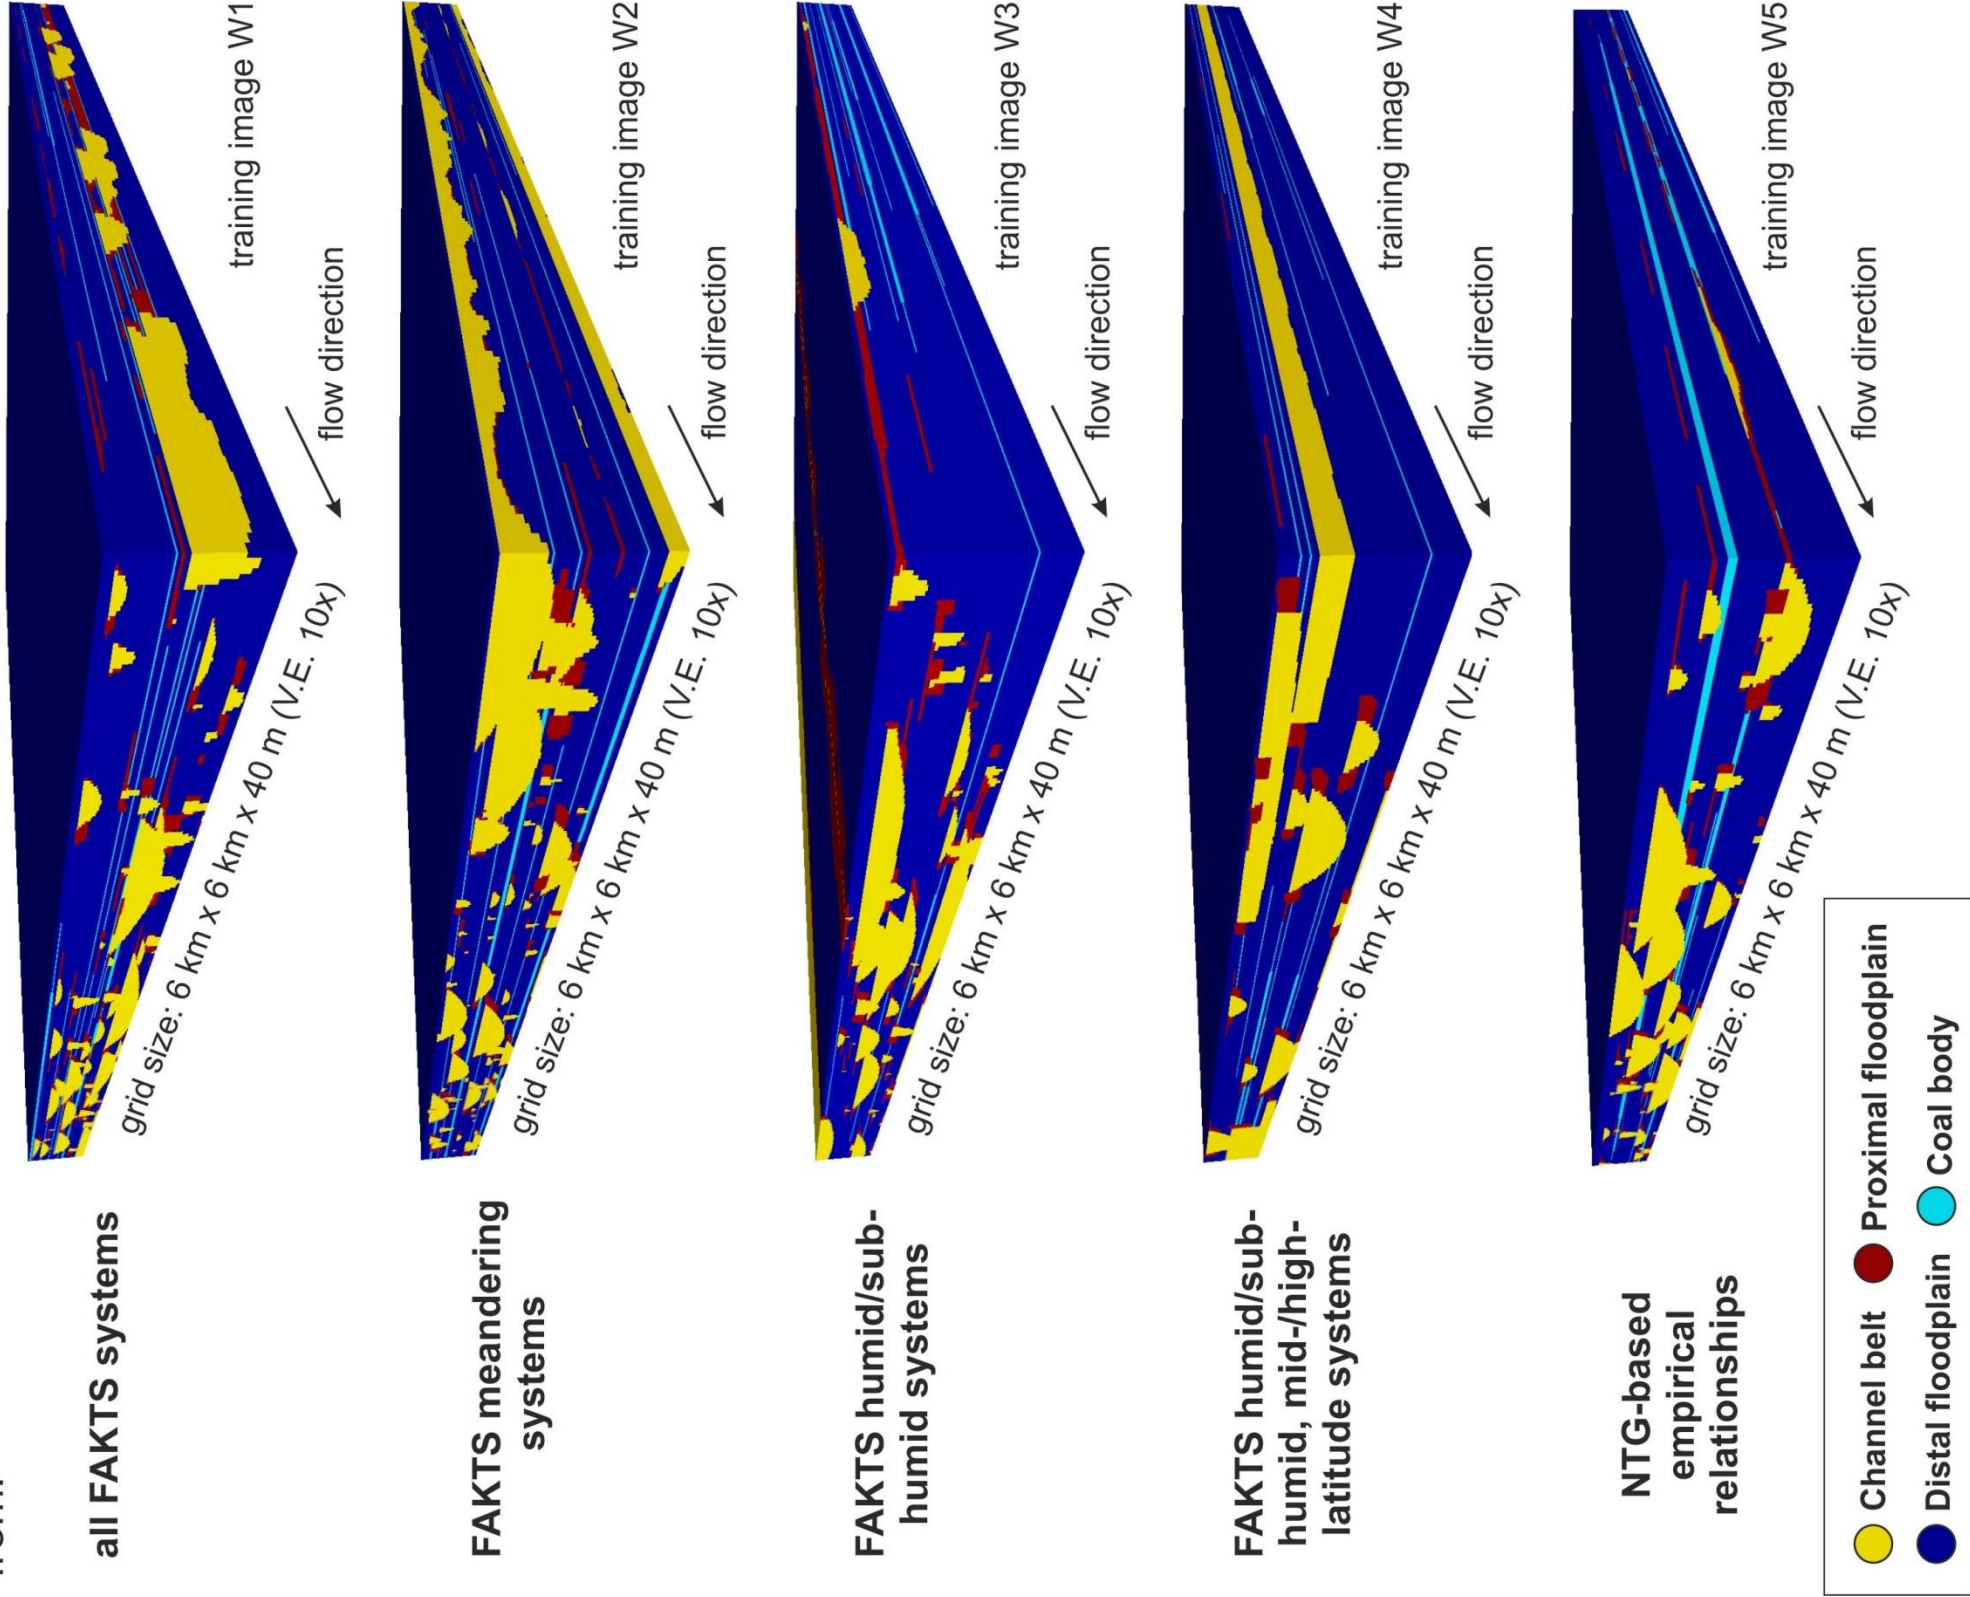 all FAKTS systems
grid size: 6 km x 6 km x 40 m (V.E. 10x)
flow direction
training image W1
FAKTS meandering
systems
grid size: 6 km x 6 km x 40 m (V.E. 10x)
flow direction
training image W2
FAKTS humid/sub-
humid systems
grid size: 6 km x 6 km x 40 m (V.E. 10x)
flow direction
training image W3
FAKTS humid/sub-
humid, mid-/high-
latitude systems
grid size: 6 km x 6 km x 40 m (V.E. 10x)
flow direction
training image W4
NTG-based
empirical
relationships
grid size: 6 km x 6 km x 40 m (V.E. 10x)
flow direction
training image W5
Channel belt Proximal floodplain
Distal floodplain Coal body